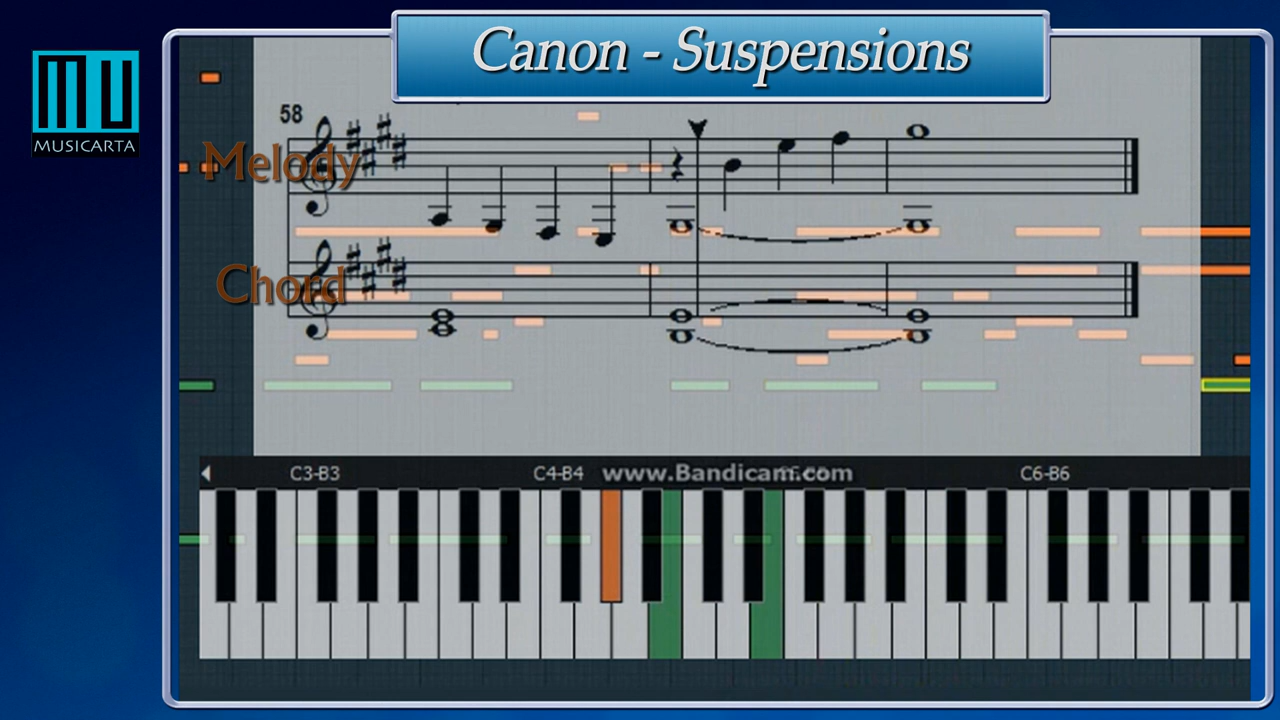 Canon - Suspensions
MUSICARTA
58
Melody
Chord
C3-B3
C4-B4
www.Bandicam.com
C6-B6